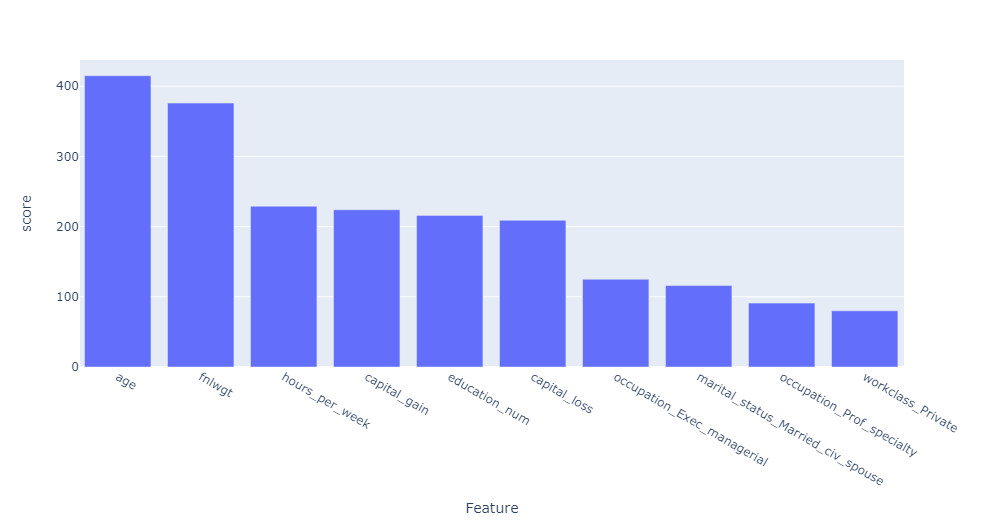 400
300
200
100
0
score
age
fnlwgt
hours_per_week
capital_gain
education_num
capital_loss
occupation_Exec_managerial
marital_status_Married_civ_spouse
occupation_Prof_specialty
workclass_Private
Feature